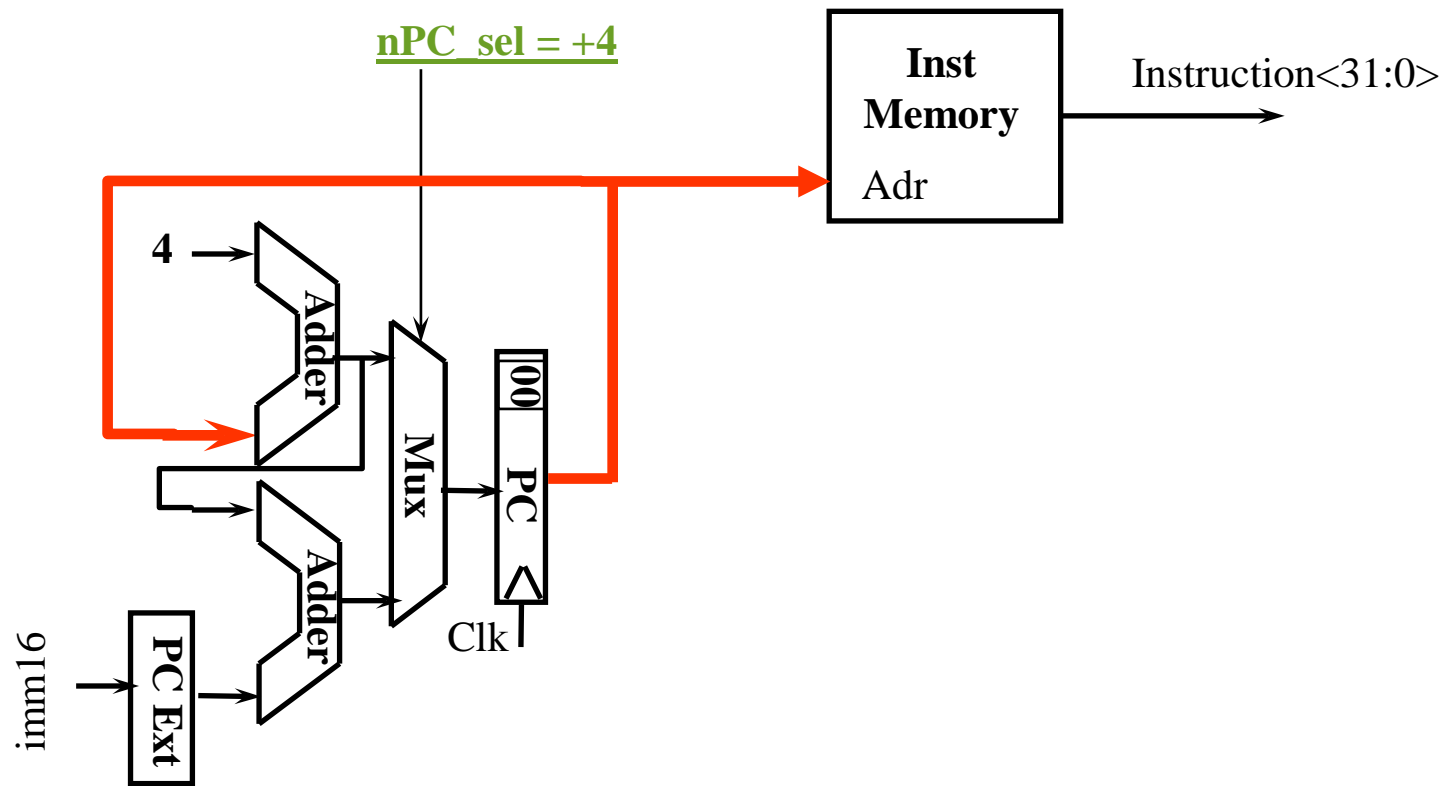 nPC_sel = +4
Inst
Memory
Adr
Instruction<31:0>
4
Adder
Mux
00
PC
Adder
Clk
imm16
PC Ext